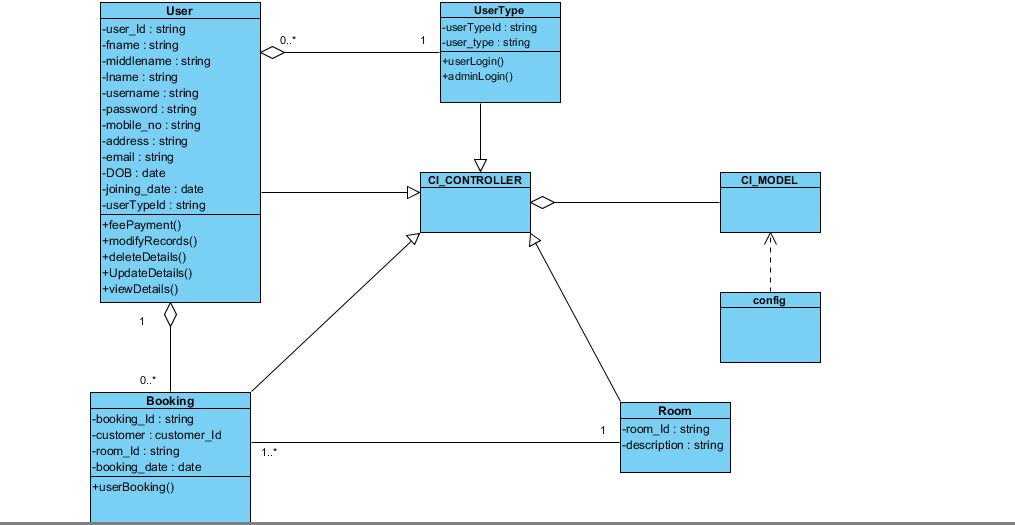 User
-user_Id : string
-fname : string
-middlename : string
-lname : string
-username : string
-password : string
-mobile_no : string
-address : string
-email : string
-DOB : date
-joining_date : date
-userTypeId : string
+feePayment()
+modifyRecords()
+deleteDetails()
+UpdateDetails()
+viewDetails()
0..*
1
UserType
-userTypeId : string
-user_type : string
+userLogin()
+adminLogin()
CI_CONTROLLER
CI_MODEL
config
1
0..*
Booking
-booking_Id : string
-customer : customer_Id
-room_Id : string
-booking_date : date
+userBooking()
1..*
1
Room
-room_Id : string
-description : string